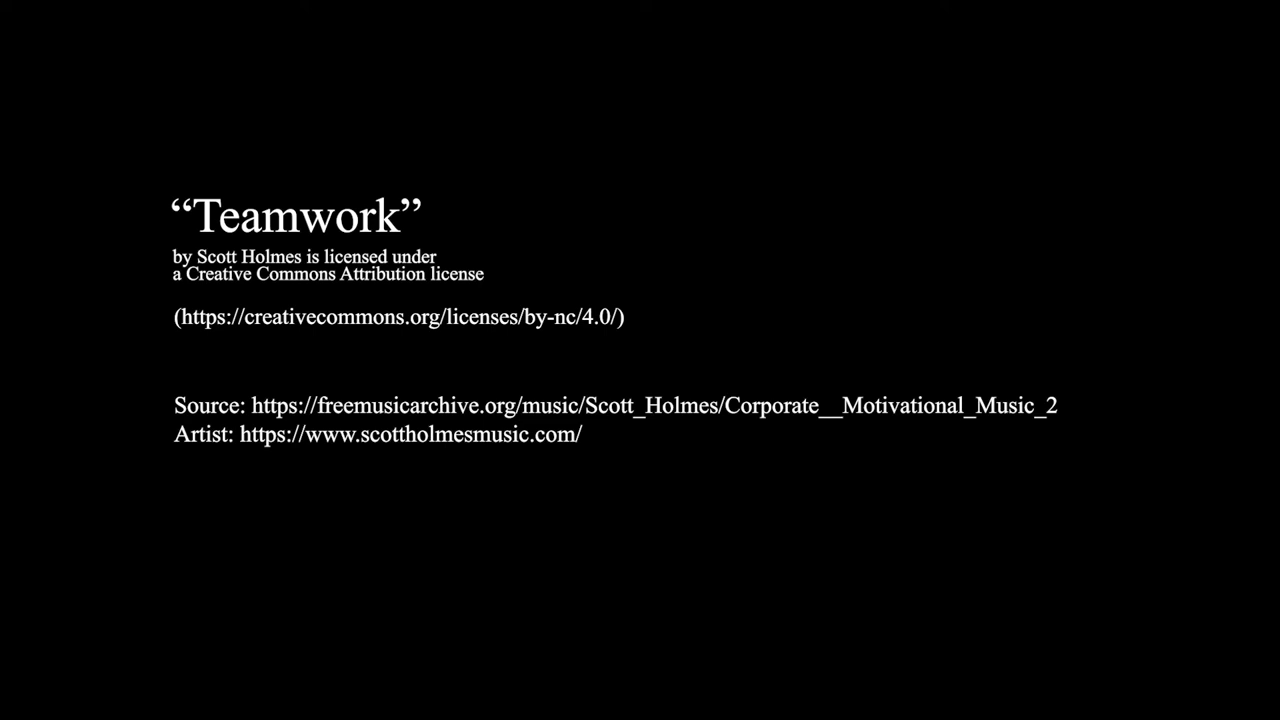 “Teamwork”
by Scott Holmes is licensed under
a Creative Commons Attribution license
(https://creativecommons.org/licenses/by-nc/4.0/)
Source: https://freemusicarchive.org/music/Scott_Holmes/Corporate__Motivational_Music_2
Artist: https://www.scottholmesmusic.com/